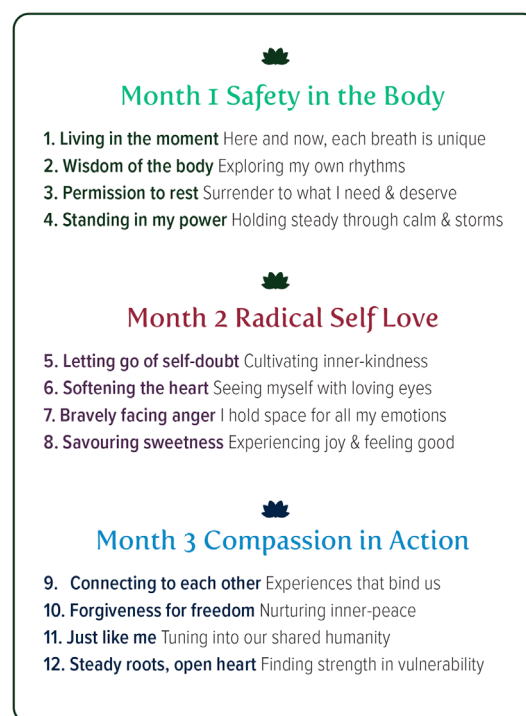 Month 1 Safety in the Body
1. Living in the moment Here and now, each breath is unique
2. Wisdom of the body Exploring my own rhythms
3. Permission to rest Surrender to what I need & deserve
4. Standing in my power Holding steady through calm & storms
Month 2 Radical Self Love
5. Letting go of self-doubt Cultivating inner-kindness
6. Softening the heart Seeing myself with loving eyes
7. Bravely facing anger I hold space for all my emotions
8. Savouring sweetness Experiencing joy & feeling good
Month 3 Compassion in Action
9. Connecting to each other Experiences that bind us
10. Forgiveness for freedom Nurturing inner-peace
11. Just like me Tuning into our shared humanity
12. Steady roots, open heart Finding strength in vulnerability